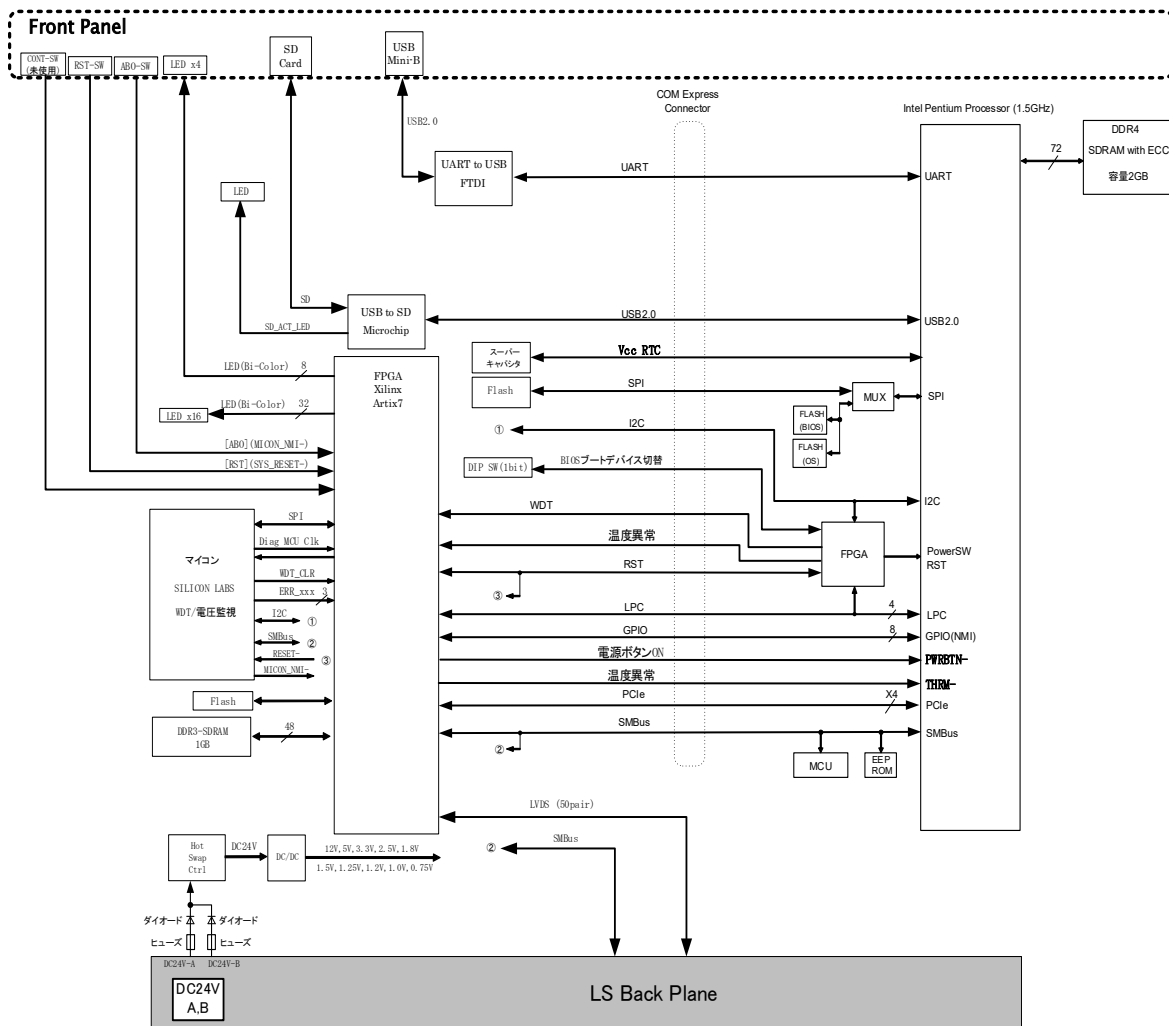 Front Panel
CONT-SW
(未使用)
RST-SW
ABO-SW
LED x4
SD
Card
USB
Mini-B
COM Express
Connector
Intel Pentium Processor (1.5GHz)
DDR4
SDRAM with ECC
容量2GB
72
USB2.0
UART to USB
FTDI
UART
UART
LED
SD
SD_ACT_LED
USB to SD
Microchip
USB2.0
USB2.0
スーパー
キャパシタ
Vcc RTC
LED(Bi-Color) 8
FPGA
Xilinx
Artix7
Flash
SPI
MUX
SPI
LED(Bi-Color) 32
LED x16
FLASH
(BIOS)
FLASH
(OS)
① I2C
[ABO](MICON_NMI-)
[RST](SYS_RESET-)
DIP SW(1bit)
BIOSブートデバイス切替
I2C
WDT
マイコン
SILICON LABS
WDT/電圧監視
SPI
Diag MCU Clk
WDT_CLR
ERR_xxx 3
I2C ①
SMBus ②
RESET- ③
MICON_NMI-
温度異常
FPGA
PowerSW
RST
RST
③
LPC
4
LPC
GPIO
8
GPIO(NMI)
電源ボタンON
PWRBTN-
温度異常
THRM-
PCIe
X4
PCIe
SMBus
SMBus
②
MCU
EEP
ROM
Flash
DDR3-SDRAM
1GB
48
LVDS (50pair)
② SMBus
Hot
Swap
Ctrl
DC24V
DC/DC
12V,5V,3.3V,2.5V,1.8V
1.5V,1.25V,1.2V,1.0V,0.75V
ダイオード ダイオード
ヒューズ ヒューズ
DC24V-A DC24V-B
DC24V
A,B
LS Back Plane